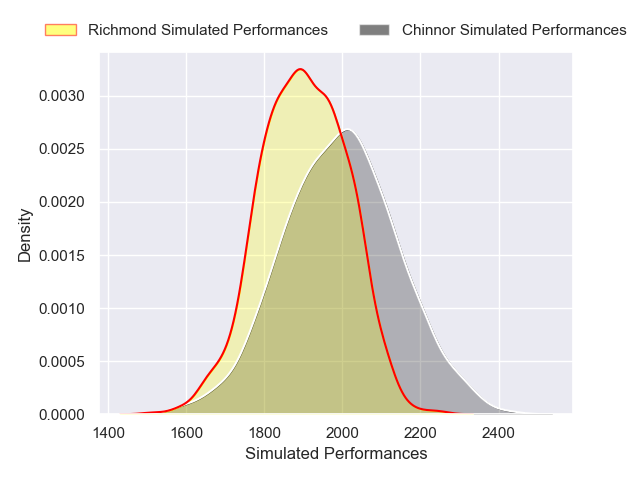 Richmond Simulated Performances
Chinnor Simulated Performances
0.0030
0.0025
0.0020
0.0015
0.0010
0.0005
0.0000
Density
1400 1600 1800 2000 2200 2400
Simulated Performances